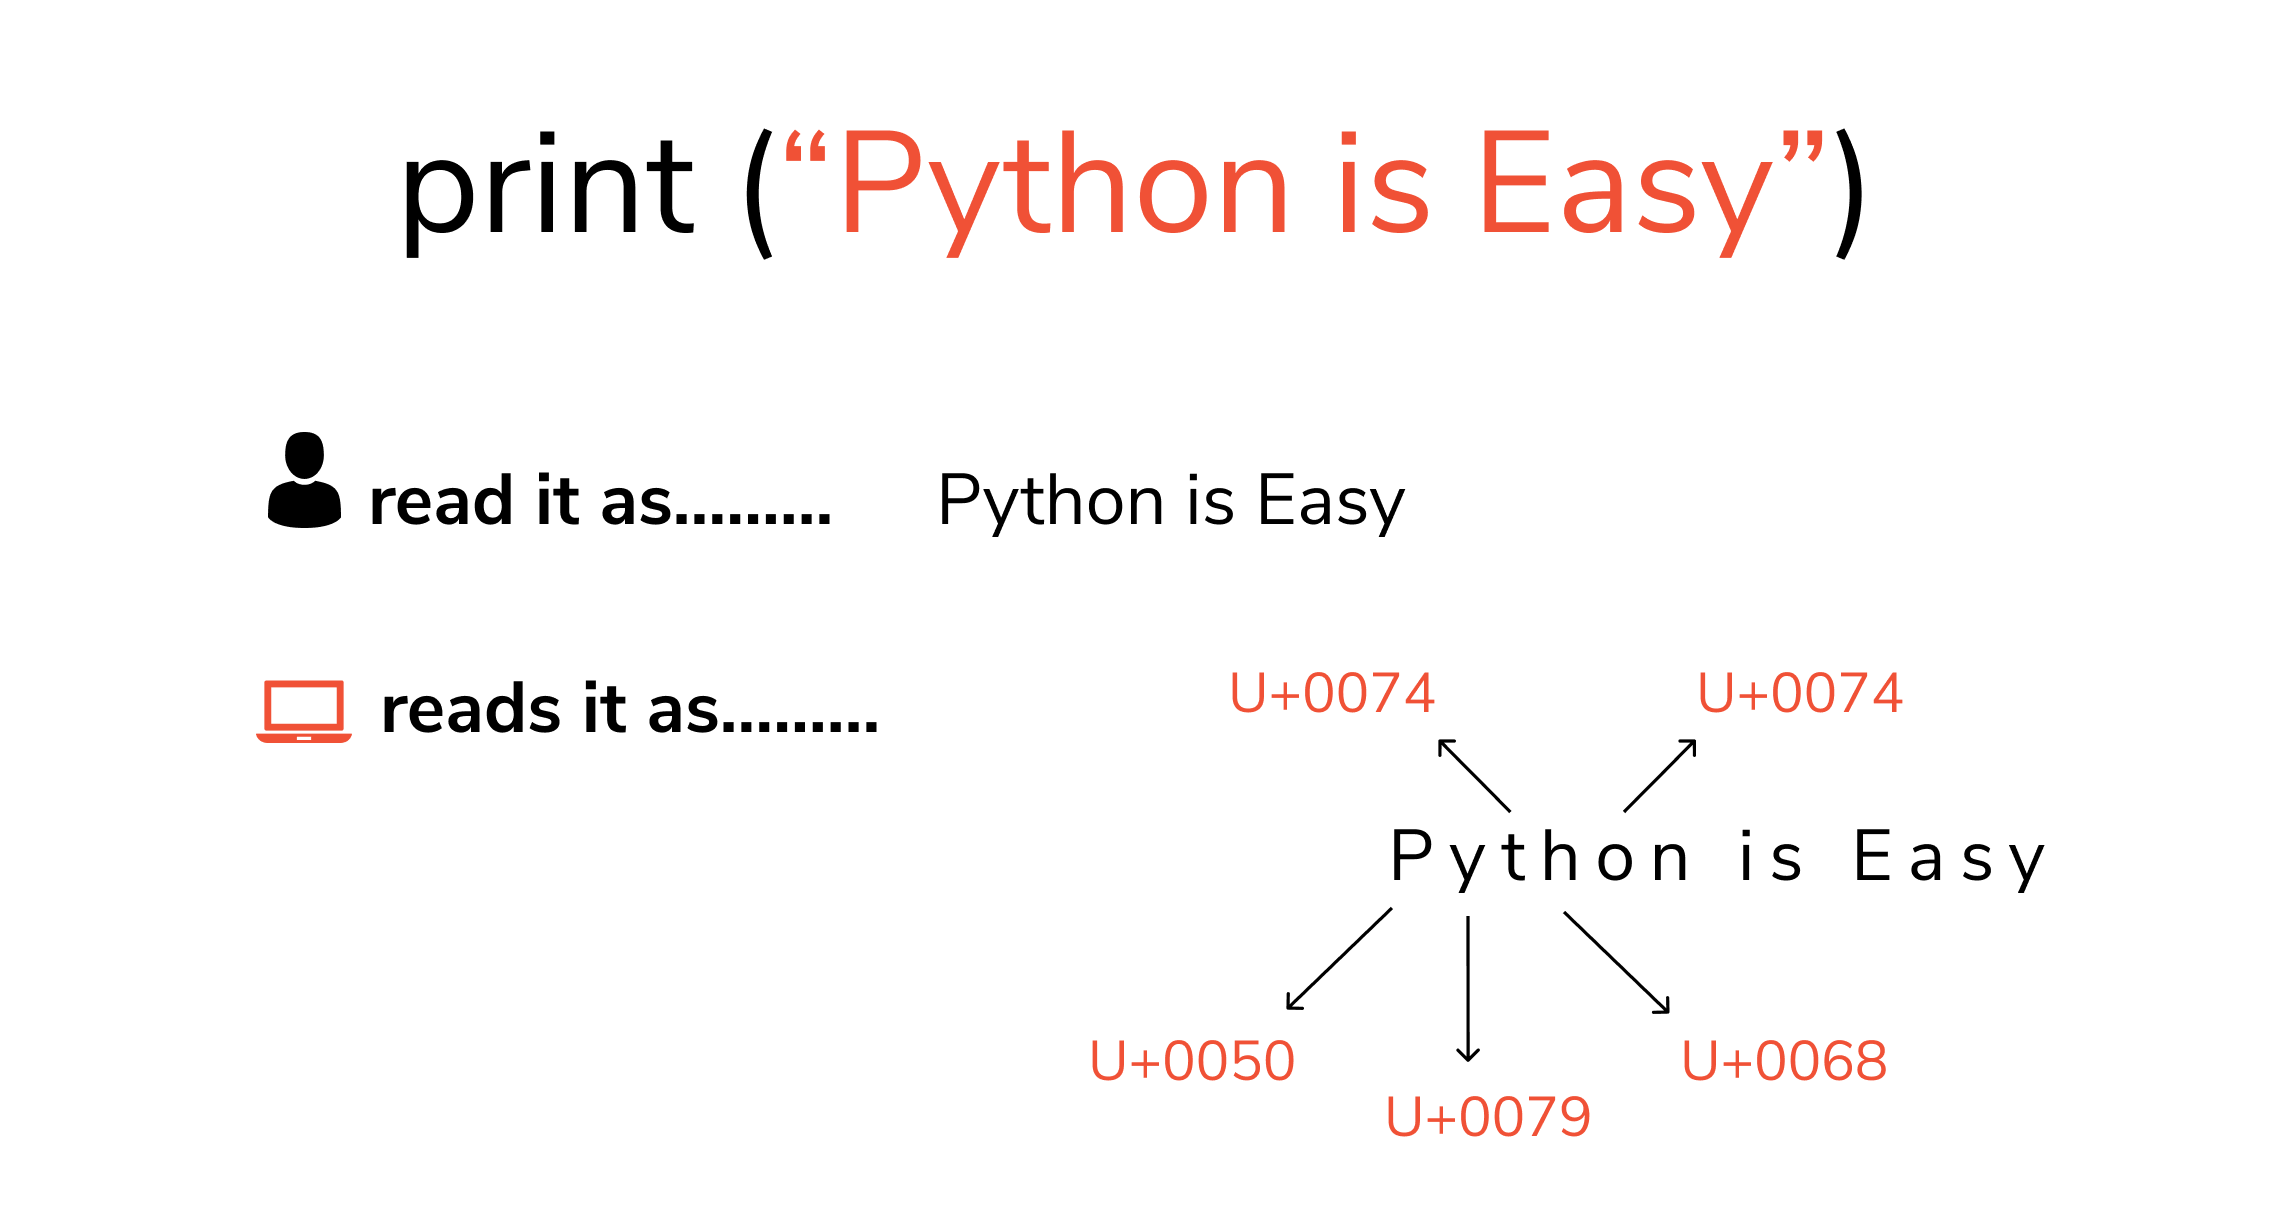 print (“Python is Easy”)
read it as......... Python is Easy
reads it as.........
U+0074 U+0074
Python is Easy
U+0050 U+0068
U+0079